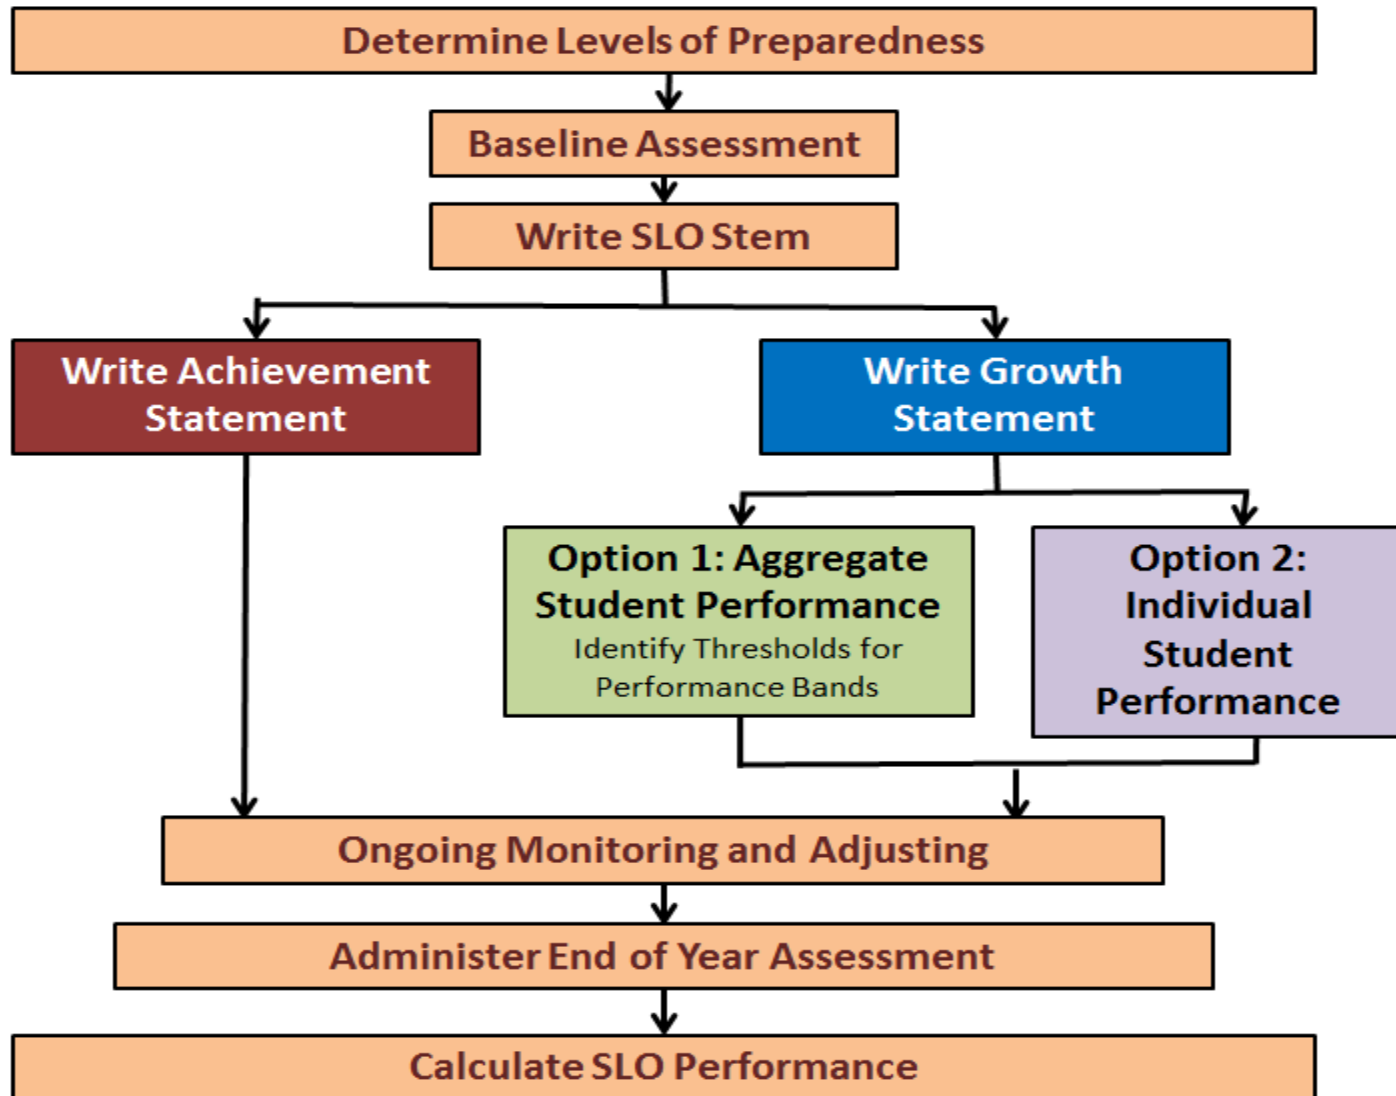 Determine Levels of Preparedness
Baseline Assessment
Write SLO Stem
Write Achievement
Statement
Write Growth
Statement
Option 1: Aggregate
Student Performance
Identify Thresholds for
Performance Bands
Option 2:
Individual
Student
Performance
Ongoing Monitoring and Adjusting
Administer End of Year Assessment
Calculate SLO Performance